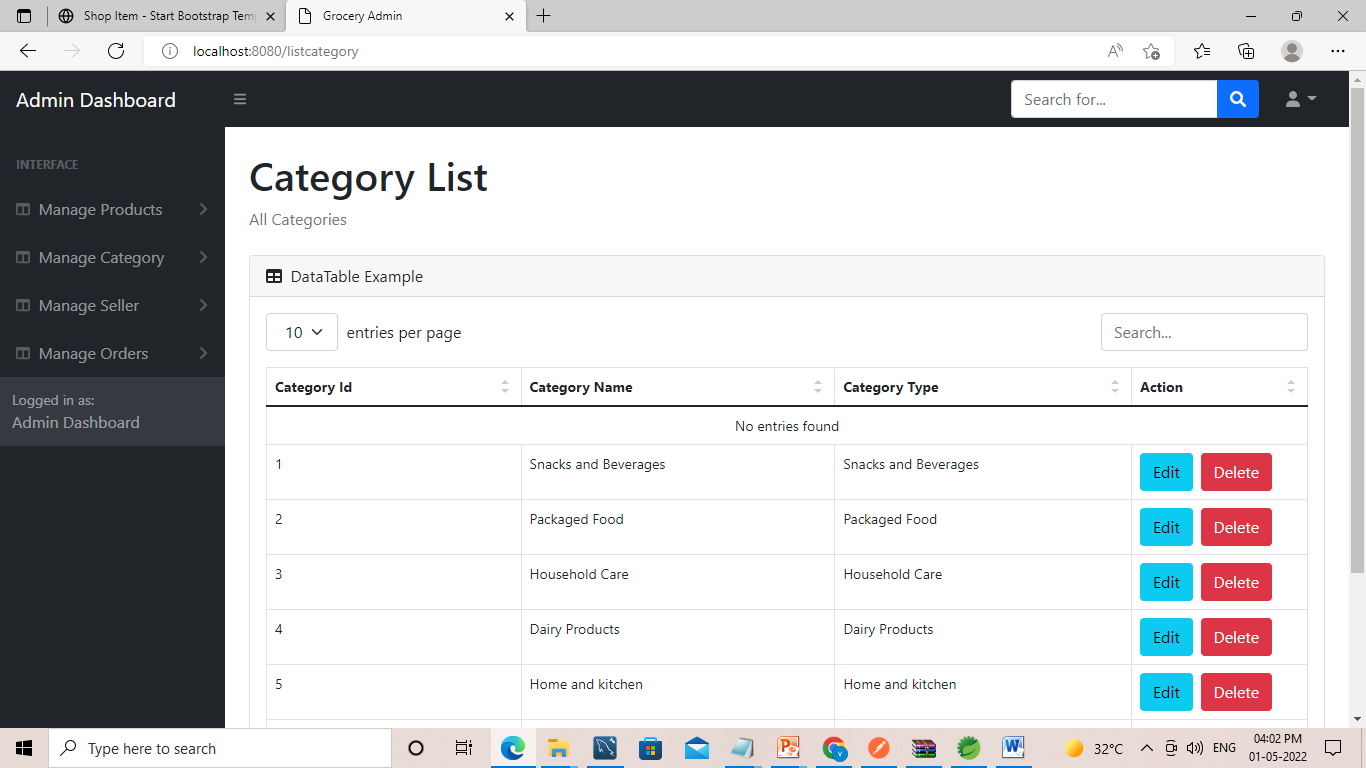 Shop Item - Start Bootstrap Temp
Grocery Admin
localhost:8080/listcategory
Admin Dashboard
Search for...
INTERFACE
Manage Products
Manage Category
Manage Seller
Manage Orders
Logged in as:
Admin Dashboard
Category List
All Categories
DataTable Example
10 entries per page
Search...
Category Id Category Name Category Type Action
No entries found
1 Snacks and Beverages Snacks and Beverages Edit Delete
2 Packaged Food Packaged Food Edit Delete
3 Household Care Household Care Edit Delete
4 Dairy Products Dairy Products Edit Delete
5 Home and kitchen Home and kitchen Edit Delete
Type here to search
32°C
ENG
04:02 PM
01-05-2022